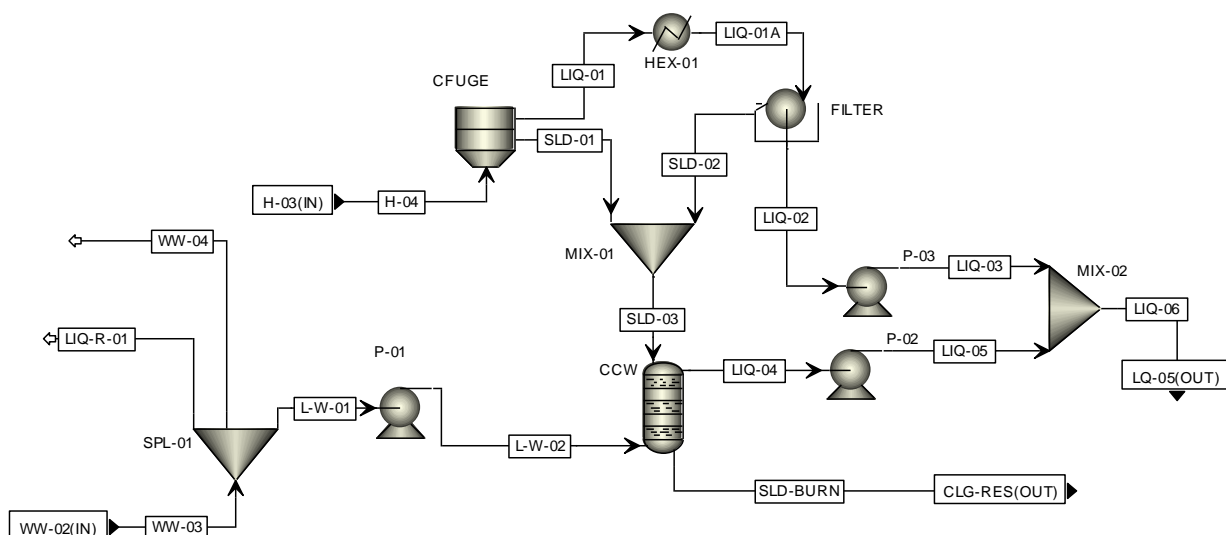 LIQ-01A
HEX-01
LIQ-01
CFUGE
FILTER
SLD-01
SLD-02
H-03(IN)
H-04
LIQ-02
WW-04
MIX-01
P-03
LIQ-03
MIX-02
LIQ-06
SLD-03
LIQ-R-01
P-01
P-02
LIQ-05
CCW
LIQ-04
LQ-05(OUT)
L-W-01
SPL-01
L-W-02
SLD-BURN
CLG-RES(OUT)
WW-02(IN)
WW-03